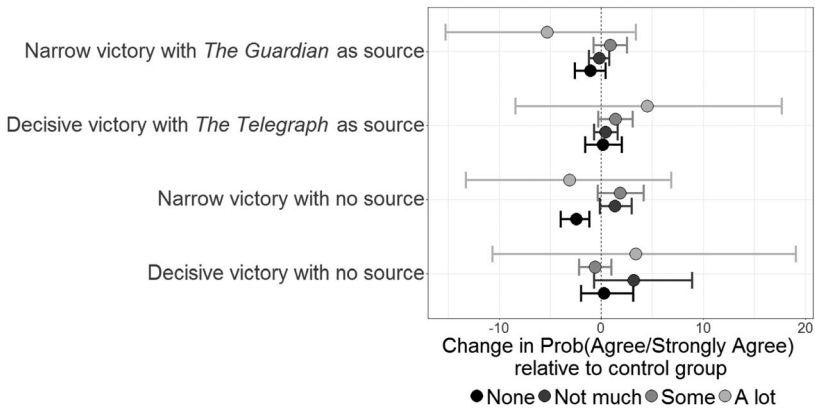 Narrow victory with The Guardian as source
Decisive victory with The Telegraph as source
Narrow victory with no source
Decisive victory with no source
-10 0 10 20
Change in Prob(Agree/Strongly Agree)
relative to control group
None Not much Some A lot